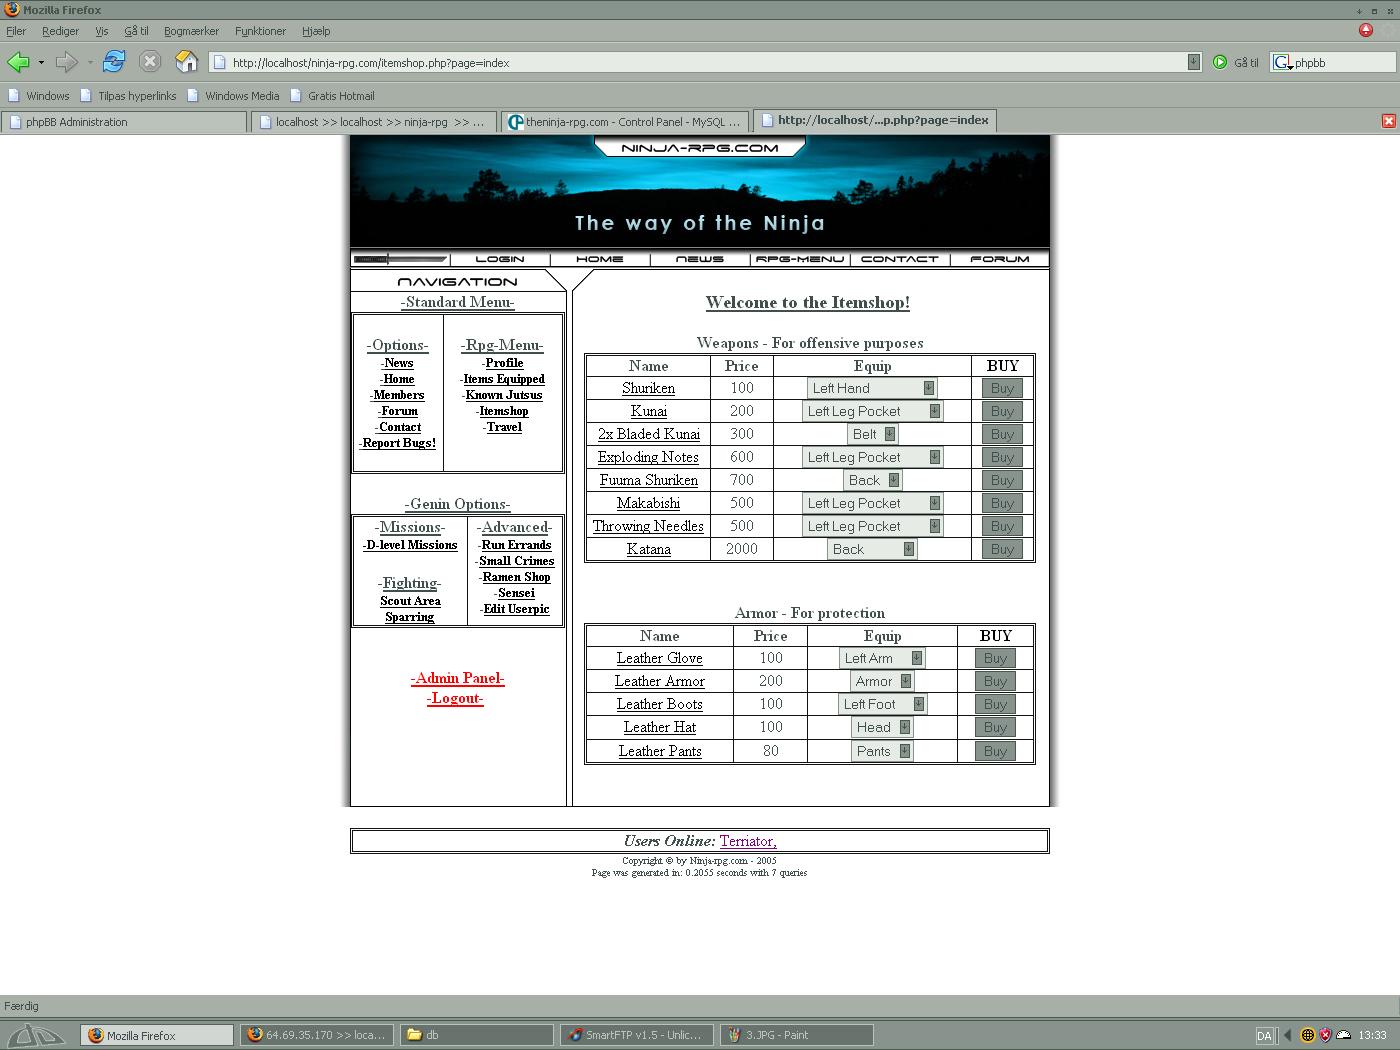 Mozilla Firefox
Filer Rediger Vis Gå til Bogmærker Funktioner Hjælp
http://localhost/ninja-rpg.com/itemshop.php?page=index Gå til phpbb
Windows Tilpas hyperlinks Windows Media Gratis Hotmail
phpBB Administration localhost >> localhost >> ninja-rpg >> ... theninja-rpg.com - Control Panel - MySQL ... http://localhost/...p.php?page=index
NINJA-RPG.COM
The way of the Ninja
LOGIN HOME NEWS RPG-MENU CONTACT FORUM
NAVIGATION
-Standard Menu-
-Options-
-News
-Home
-Members
-Forum
-Contact
-Report Bugs!
-Rpg-Menu-
-Profile
-Items Equipped
-Known Jutsus
-Itemshop
-Travel
-Genin Options-
-Missions-
-D-level Missions
-Fighting-
Scout Area
Sparring
-Advanced-
-Run Errands
-Small Crimes
-Ramen Shop
-Sensei
-Edit Userpic
-Admin Panel-
-Logout-
Welcome to the Itemshop!
Weapons - For offensive purposes
Name Price Equip BUY
Shuriken 100 Left Hand Buy
Kunai 200 Left Leg Pocket Buy
2x Bladed Kunai 300 Belt Buy
Exploding Notes 600 Left Leg Pocket Buy
Fuuma Shuriken 700 Back Buy
Makabishi 500 Left Leg Pocket Buy
Throwing Needles 500 Left Leg Pocket Buy
Katana 2000 Back Buy
Armor - For protection
Name Price Equip BUY
Leather Glove 100 Left Arm Buy
Leather Armor 200 Armor Buy
Leather Boots 100 Left Foot Buy
Leather Hat 100 Head Buy
Leather Pants 80 Pants Buy
Users Online: Terriator,
Copyright © by Ninja-rpg.com - 2005
Page was generated in: 0.2055 seconds with 7 queries
Færdig
Mozilla Firefox 64.69.35.170 >> loca... db SmartFTP v1.5 - Unlic... 3.JPG - Paint DA 13:33